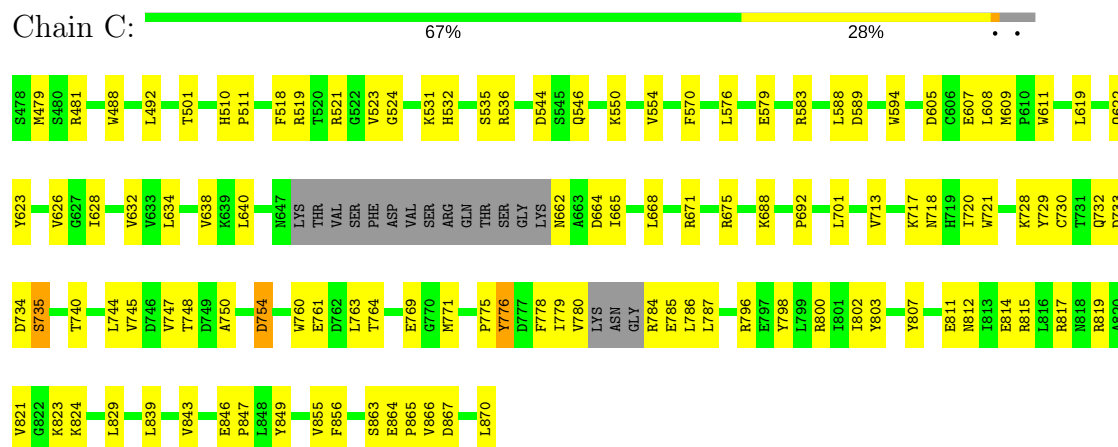 Chain C:
67% 28% • •
S478 M479 S480 R481 W488 L492 T501 H510 P511 F518 R519 T520 R521 G522 V523 G524 K531 H532 S535 R536 D544 S545 Q546 K550 V554 F570 L576 E579 R583 L588 D589 W594 D605 C606 E607 L608 M609 P610 W611 L619
Y623 V626 G627 I628 V632 V633 L634 V638 K639 L640 N647 LYS THR VAL SER PHE ASP VAL SER ARG GLN THR SER GLY LYS N662 A663 D664 I665 L668 R671 R675 K688 P692 L701 V713 K717 N718 H719 I720 W721 K728 Y729 C730 T731 Q732
D734 S735 T740 L744 V745 D746 V747 T748 D749 A750 D754 W760 E761 D762 L763 T764 E769 G770 M771 P775 Y776 D777 F778 I779 V780 LYS ASN GLY R784 E785 L786 L787 R796 E797 Y798 L799 R800 I801 I802 Y803 Y807 E811 N812 I813 E814 R815 L816 R817 N818 R819 A820
V821 G822 K823 K824 L829 L839 V843 E846 P847 L848 Y849 V855 F856 S863 E864 P865 V866 D867 L870